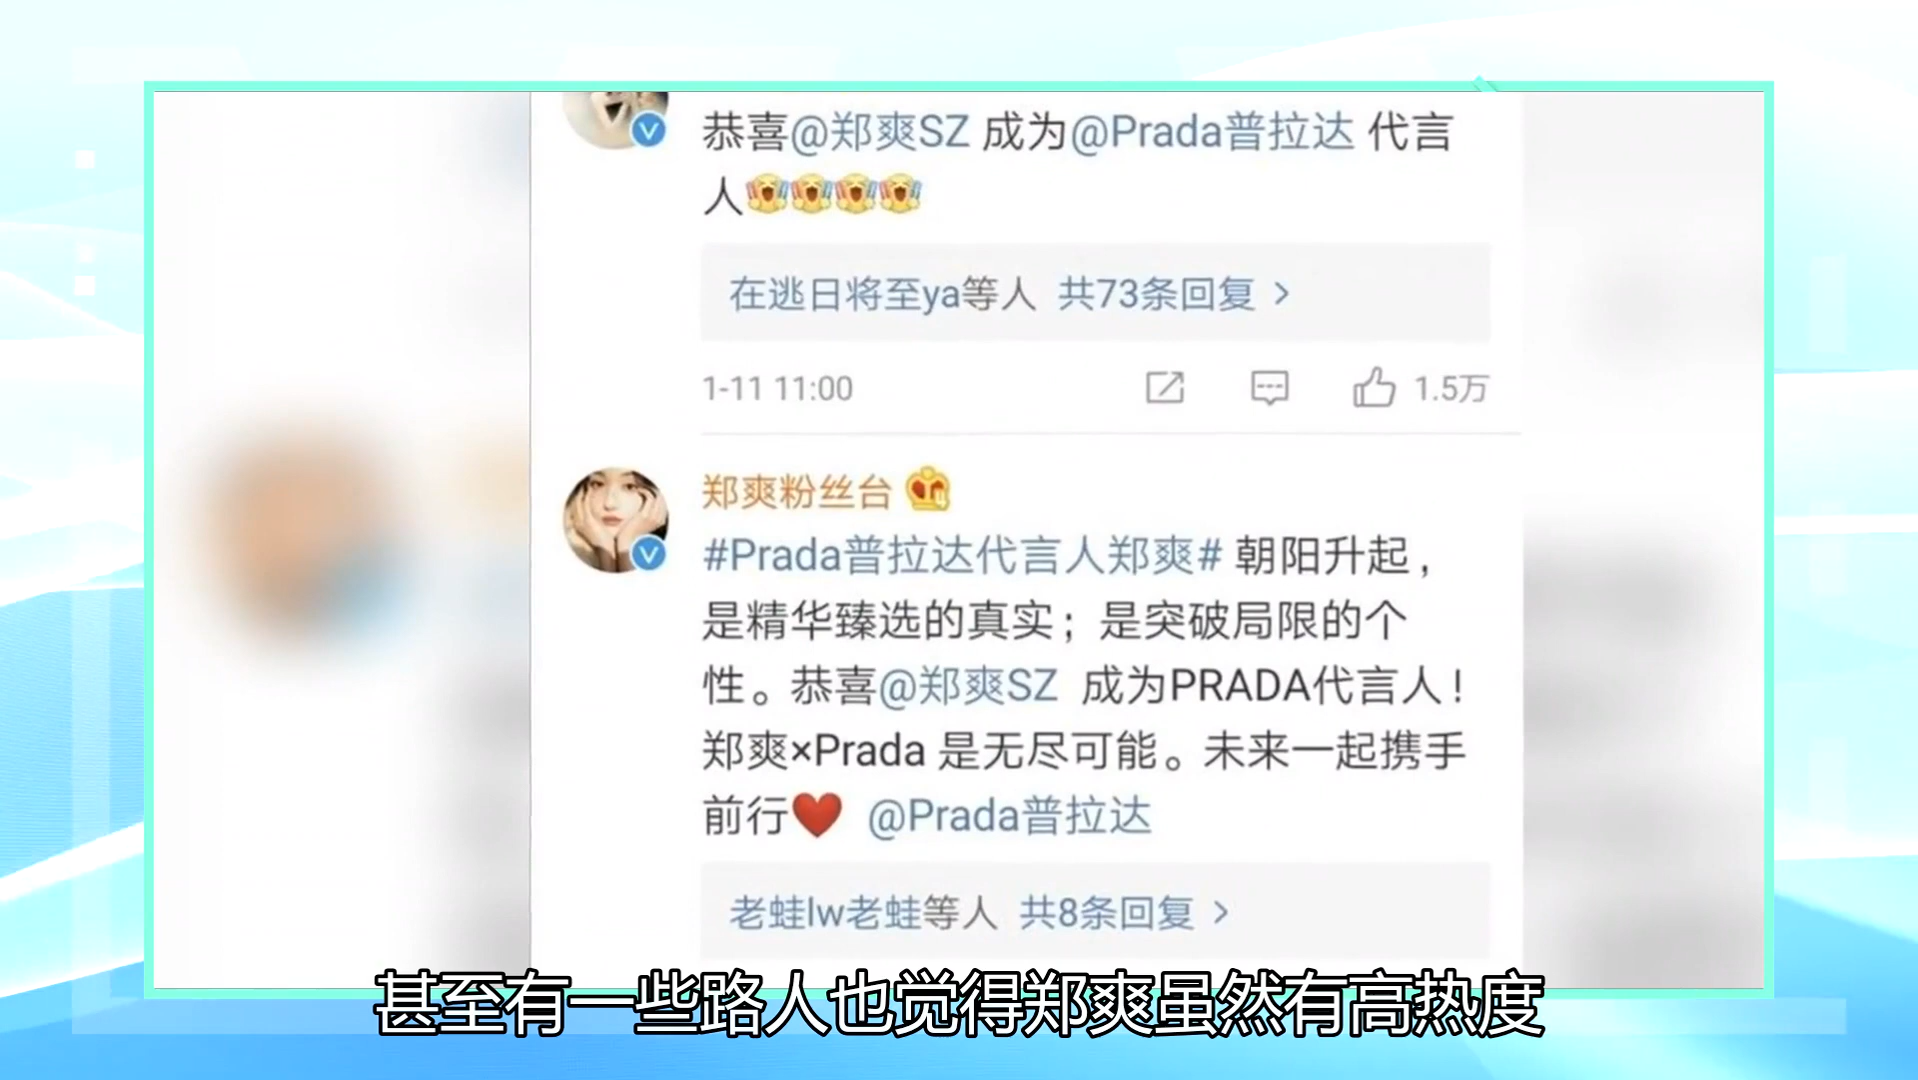 恭喜@郑爽SZ 成为@Prada普拉达 代言
人
在逃日将至ya等人 共73条回复 >
1-11 11:00 1.5万
郑爽粉丝台
#Prada普拉达代言人郑爽# 朝阳升起,
是精华臻选的真实；是突破局限的个
性。恭喜@郑爽SZ 成为PRADA代言人!
郑爽×Prada 是无尽可能。未来一起携手
前行 @Prada普拉达
老蛙lw老蛙等人 共8条回复 >
甚至有一些路人也觉得郑爽虽然有高热度